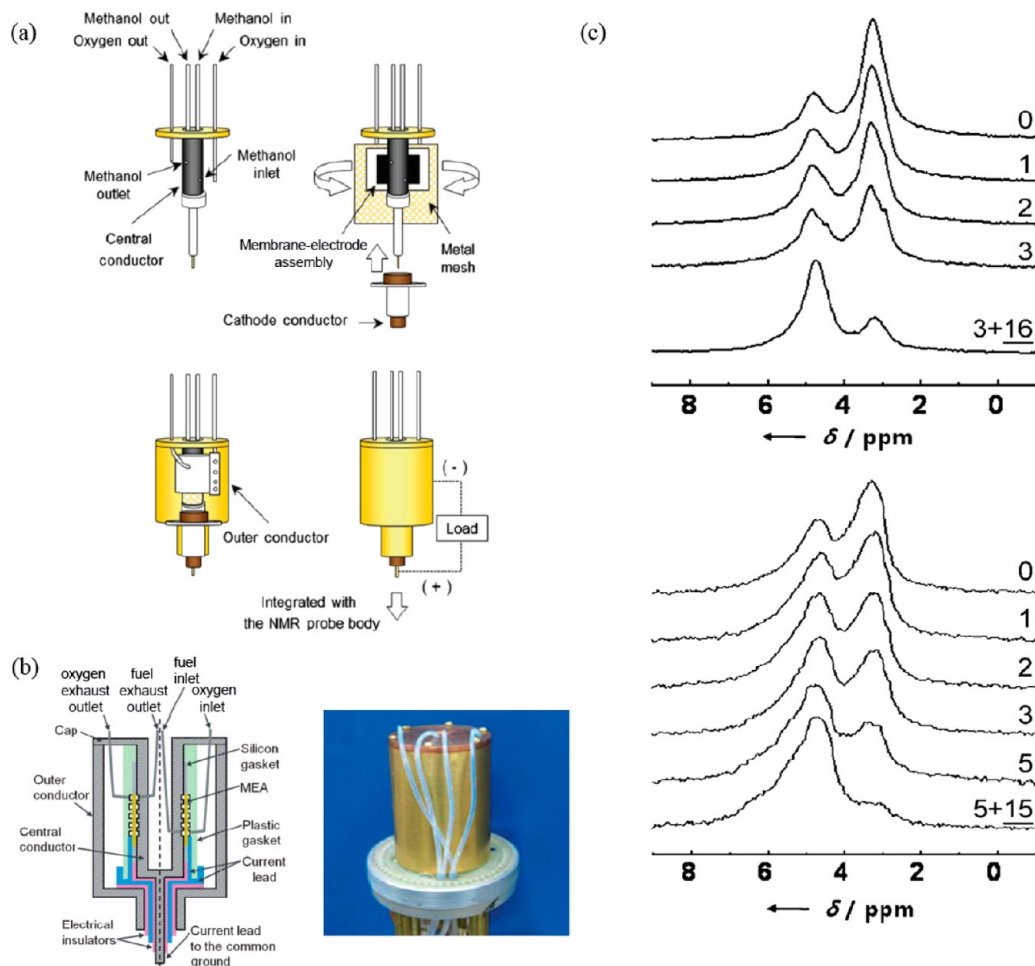 (a)
Methanol out
Methanol in
Oxygen out
Oxygen in
Methanol
outlet
Methanol
inlet
Central
conductor
Membrane-electrode
assembly
Metal
mesh
Cathode conductor
Outer conductor
(-)
Load
(+)
Integrated with
the NMR probe body
(b)
oxygen
exhaust
outlet
fuel
exhaust
outlet
fuel
inlet
oxygen
inlet
Cap
Outer
conductor
Central
conductor
Electrical
insulators
Silicon
gasket
MEA
Plastic
gasket
Current
lead
Current lead
to the common
ground
(c)
0
1
2
3
3+16
8 6 4 2 0
← δ / ppm
0
1
2
3
5
5+15
8 6 4 2 0
← δ / ppm